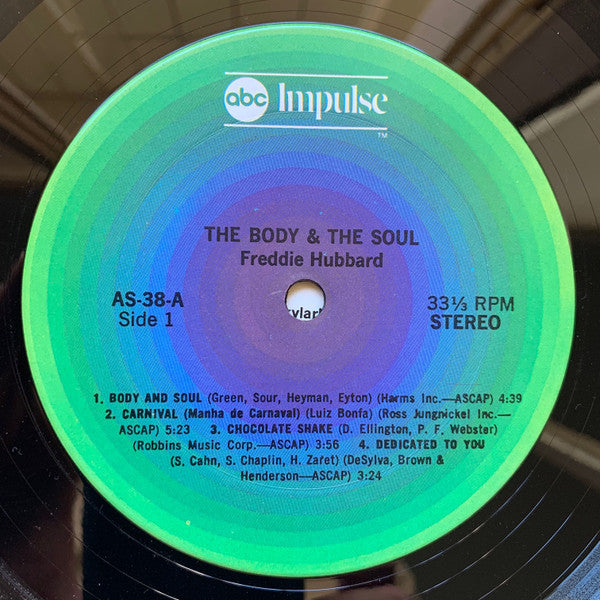 abc Impulse
TM
THE BODY & THE SOUL
Freddie Hubbard
AS-38-A
Side 1
33⅓ RPM
STEREO
1. BODY AND SOUL (Green, Sour, Heyman, Eyton) (Harms Inc.—ASCAP) 4:39
2. CARNIVAL (Manha de Carnaval) (Luiz Bonfa) (Ross Jungnickel Inc.—
ASCAP) 5:23 3. CHOCOLATE SHAKE (D. Ellington, P. F. Webster)
(Robbins Music Corp.—ASCAP) 3:56 4. DEDICATED TO YOU
(S. Cahn, S. Chaplin, H. Zaret) (DeSylva, Brown &
Henderson—ASCAP) 3:24